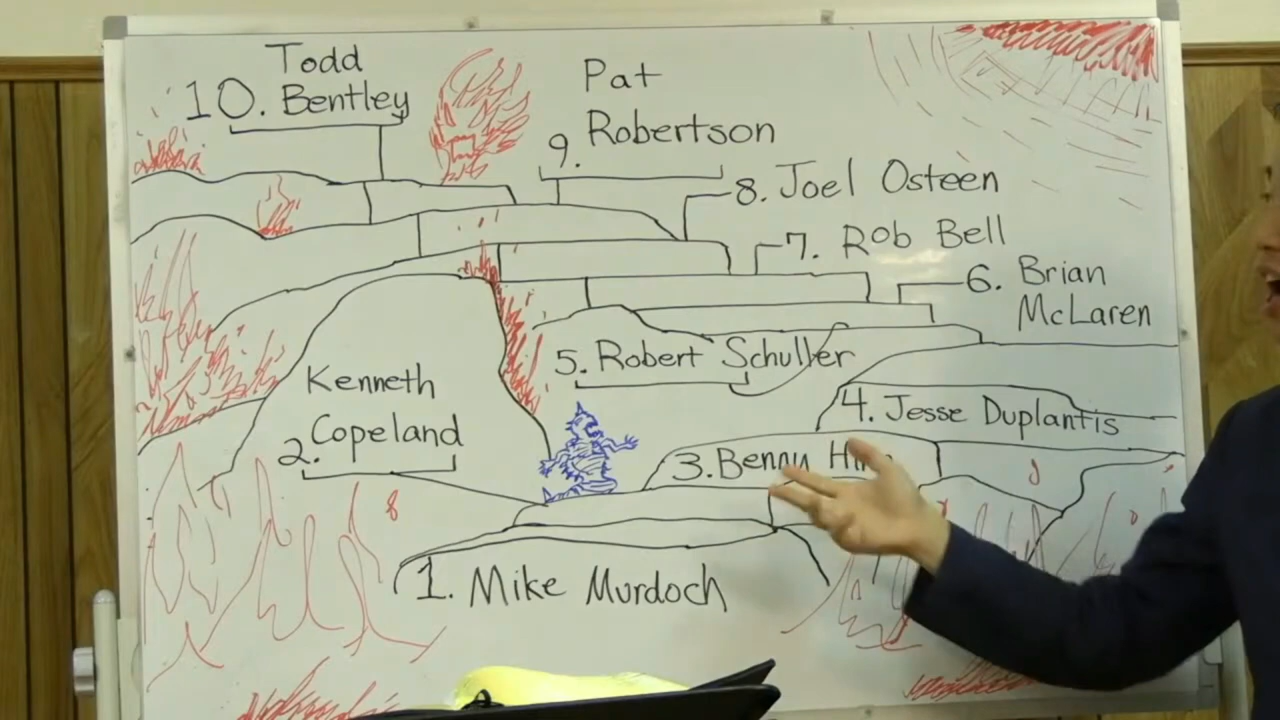 Todd
10. Bentley
Pat
9. Robertson
8. Joel Osteen
7. Rob Bell
6. Brian
McLaren
5. Robert Schuller
Kenneth
2. Copeland
4. Jesse Duplantis
3. Benny
1. Mike Murdoch